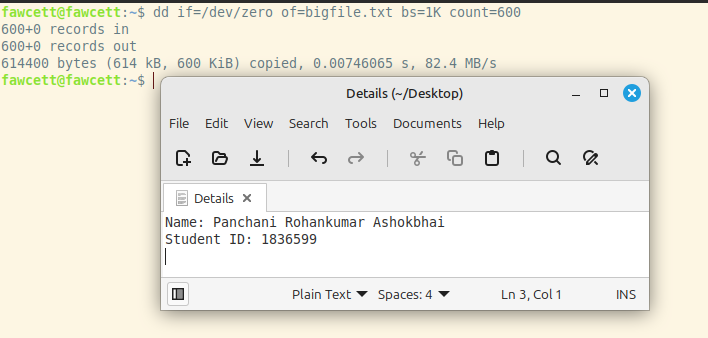 fawcett@fawcett:~$ dd if=/dev/zero of=bigfile.txt bs=1K count=600
600+0 records in
600+0 records out
614400 bytes (614 kB, 600 KiB) copied, 0.00746065 s, 82.4 MB/s
fawcett@fawcett:~$
Details (~/Desktop)
File Edit View Search Tools Documents Help
Details
Name: Panchani Rohankumar Ashokbhai
Student ID: 1836599
Plain Text Spaces: 4 Ln 3, Col 1 INS